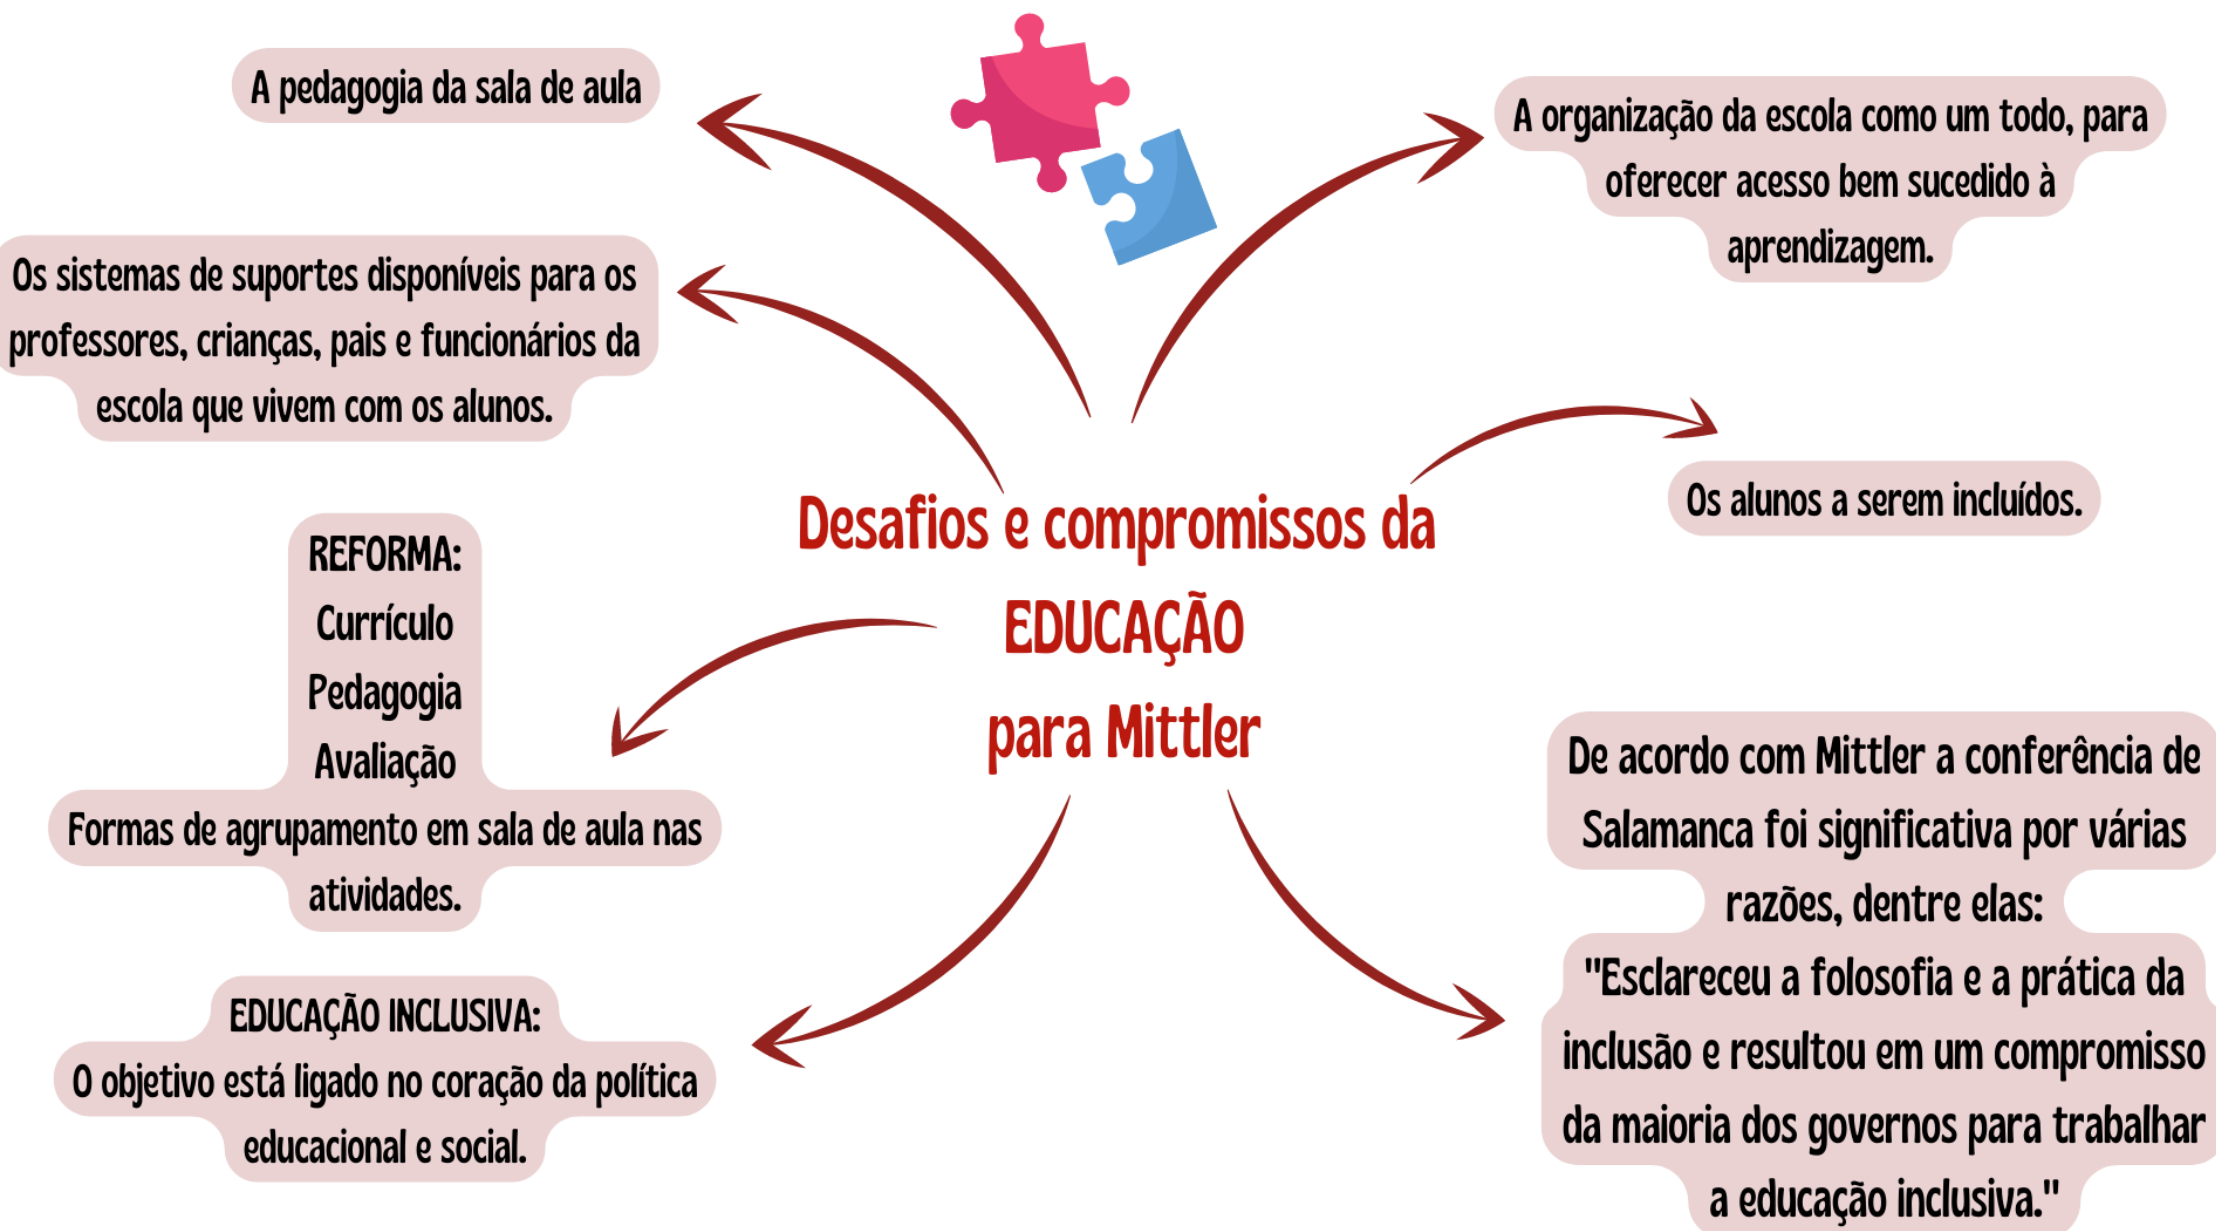 A pedagogia da sala de aula
Os sistemas de suportes disponíveis para os
professores, crianças, pais e funcionários da
escola que vivem com os alunos.
REFORMA:
Currículo
Pedagogia
Avaliação
Formas de agrupamento em sala de aula nas
atividades.
EDUCAÇÃO INCLUSIVA:
O objetivo está ligado no coração da política
educacional e social.
Desafios e compromissos da
EDUCAÇÃO
para Mittler
A organização da escola como um todo, para
oferecer acesso bem sucedido à
aprendizagem.
Os alunos a serem incluídos.
De acordo com Mittler a conferência de
Salamanca foi significativa por várias
razões, dentre elas:
"Esclareceu a folosofia e a prática da
inclusão e resultou em um compromisso
da maioria dos governos para trabalhar
a educação inclusiva."